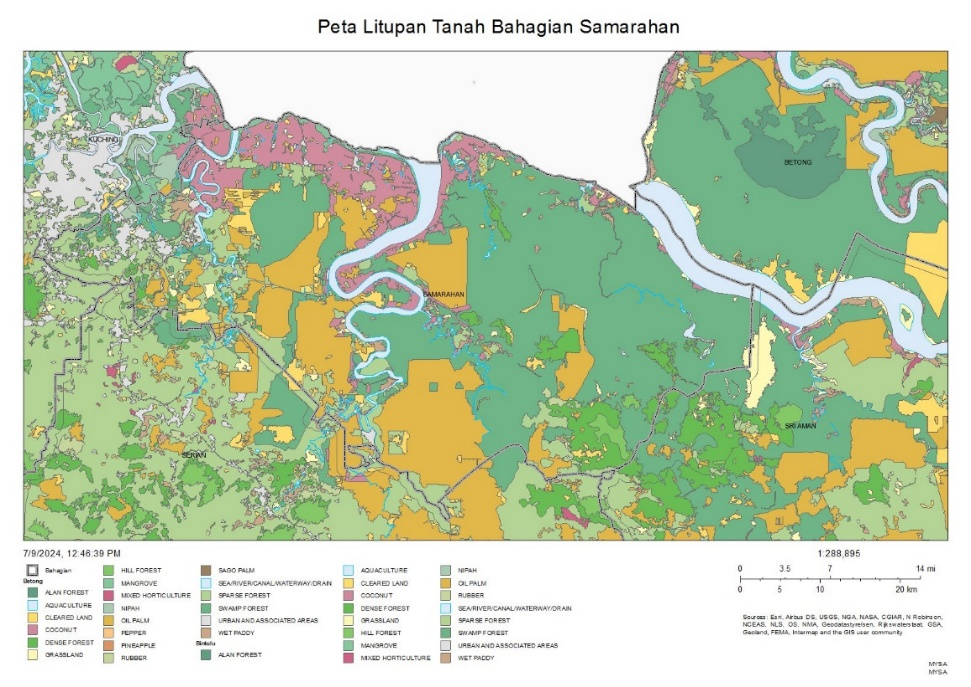 Peta Litupan Tanah Bahagian Samarahan
KUCHING
BETONG
SAMARAHAN
SRI AMAN
SERIAN
7/9/2024, 12:46:39 PM
1:288,895
Bahagian
Betong
ALAN FOREST
AQUACULTURE
CLEARED LAND
COCONUT
DENSE FOREST
GRASSLAND
HILL FOREST
MANGROVE
MIXED HORTICULTURE
NIPAH
OIL PALM
PEPPER
PINEAPPLE
RUBBER
SAGO PALM
SEA/RIVER/CANAL/WATERWAY/DRAIN
SPARSE FOREST
SWAMP FOREST
URBAN AND ASSOCIATED AREAS
WET PADDY
Bintulu
ALAN FOREST
AQUACULTURE
CLEARED LAND
COCONUT
DENSE FOREST
GRASSLAND
HILL FOREST
MANGROVE
MIXED HORTICULTURE
NIPAH
OIL PALM
RUBBER
SEA/RIVER/CANAL/WATERWAY/DRAIN
SPARSE FOREST
SWAMP FOREST
URBAN AND ASSOCIATED AREAS
WET PADDY
0 3.5 7 14 mi
0 5 10 20 km
Sources: Esri, Airbus DS, USGS, NGA, NASA, CGIAR, N Robinson,
NCEAS, NLS, OS, NMA, Geodatastyrelsen, Rijkswaterstaat, GSA,
Geoland, FEMA, Intermap and the GIS user community
MYSA
MYSA